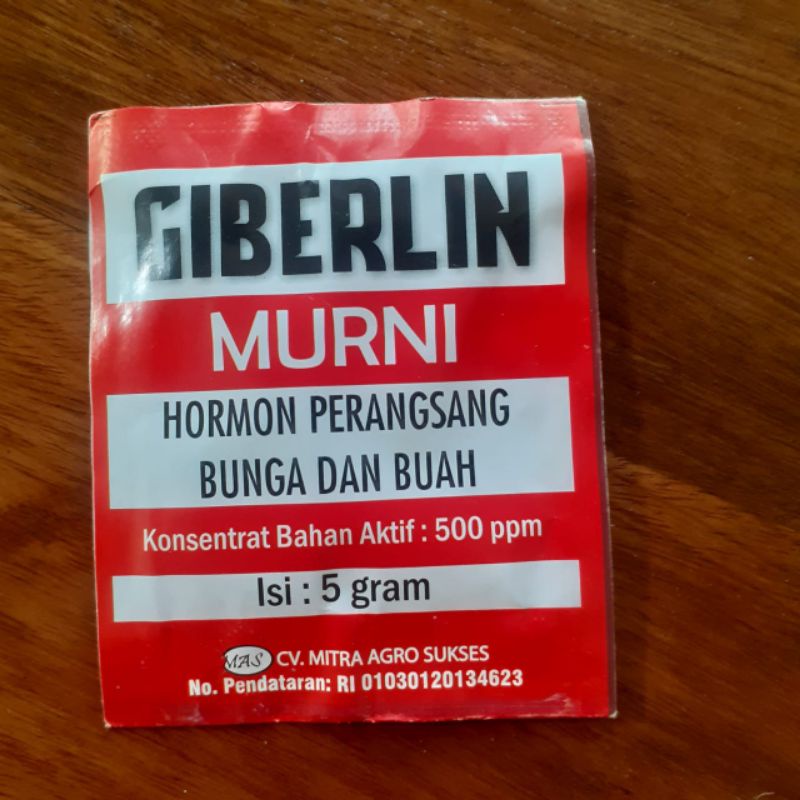 GIBERLIN
MURNI
HORMON PERANGSANG
BUNGA DAN BUAH
Konsentrat Bahan Aktif : 500 ppm
Isi : 5 gram
MAS CV. MITRA AGRO SUKSES
No. Pendataran: RI 01030120134623